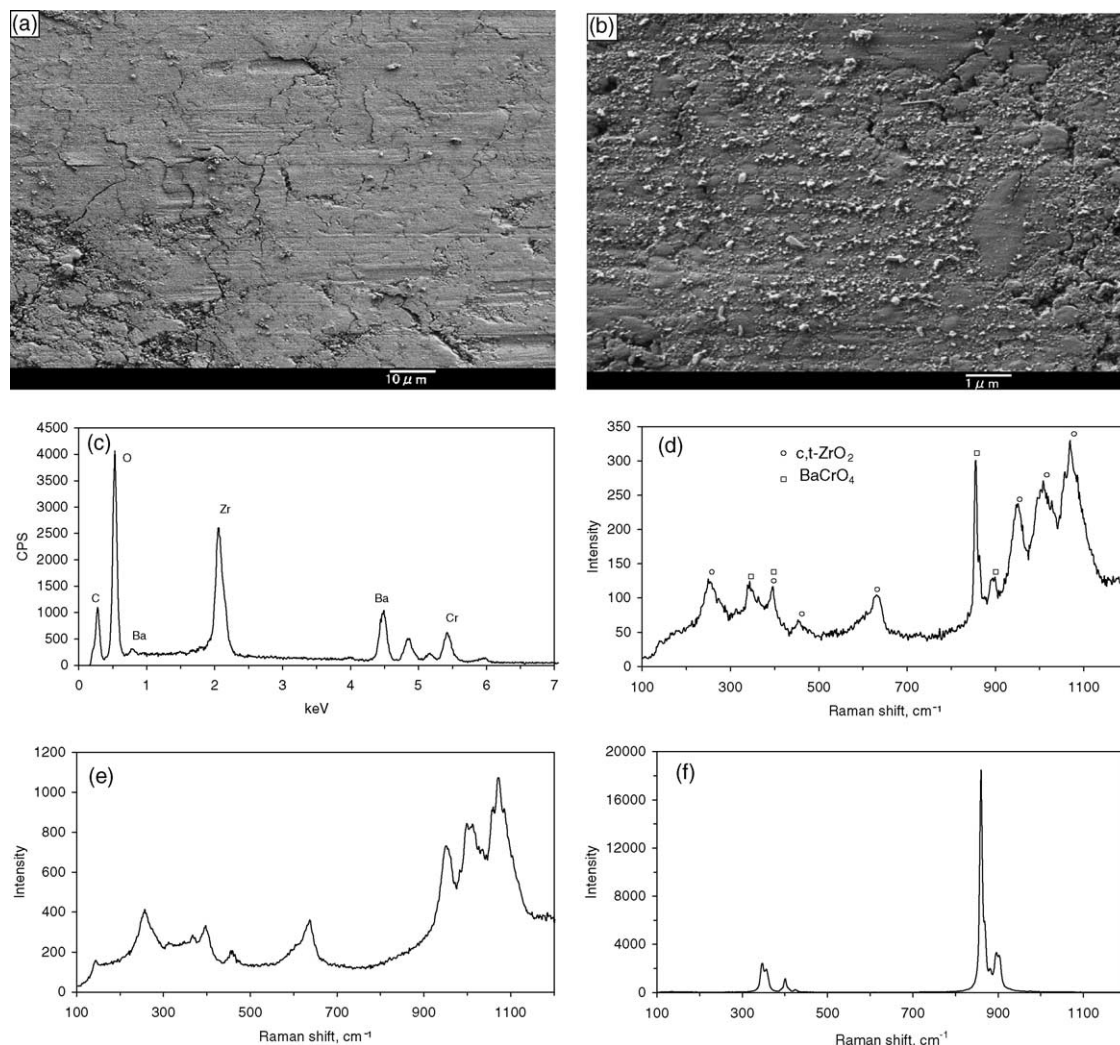 (a)
10 μ m
(b)
1 μ m
(c)
4500
4000
3500
3000
2500
2000
1500
1000
500
0
CPS
C
O
Ba
Zr
Ba
Cr
0 1 2 3 4 5 6 7
keV
(d)
350
300
250
200
150
100
50
0
Intensity
○ c,t-ZrO₂
□ BaCrO₄
100 300 500 700 900 1100
Raman shift, cm⁻¹
(e)
1200
1000
800
600
400
200
0
Intensity
100 300 500 700 900 1100
Raman shift, cm⁻¹
(f)
20000
16000
12000
8000
4000
0
Intensity
100 300 500 700 900 1100
Raman shift, cm⁻¹